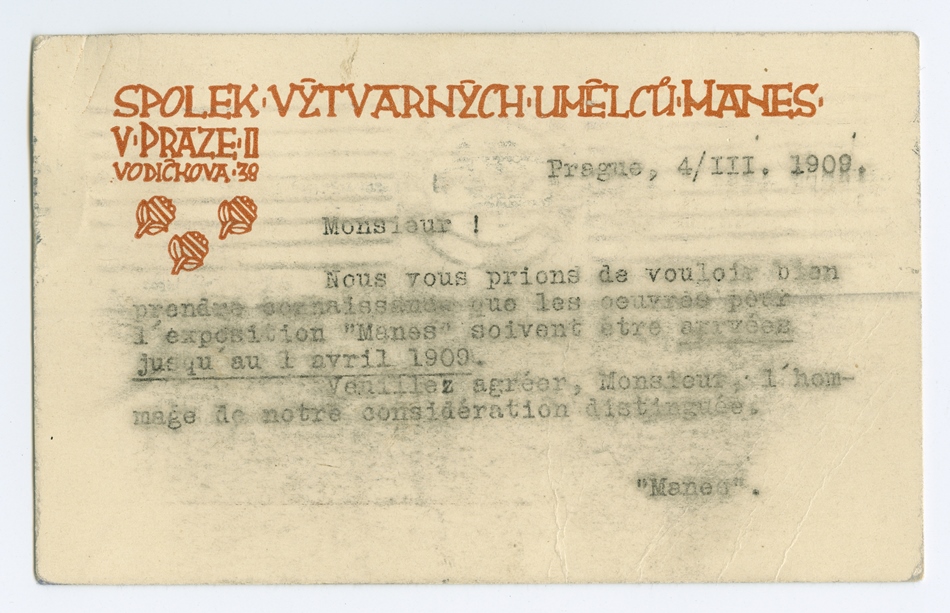 SPOLEK·VÝTVARNÝCH·UMĚLCŮ·MANES·
V·PRAZE·II
VODIČKOVA·38
Prague, 4/III. 1909.
Monsieur !
Nous vous prions de vouloir bien
prendre connaissance que les oeuvres pour
l´exposition "Manes" soivent être arrvéez
jusqu´au 1 avril 1909.
Venillez agréer, Monsieur, l´hom-
mage de notre considération distinguée.
"Manes".